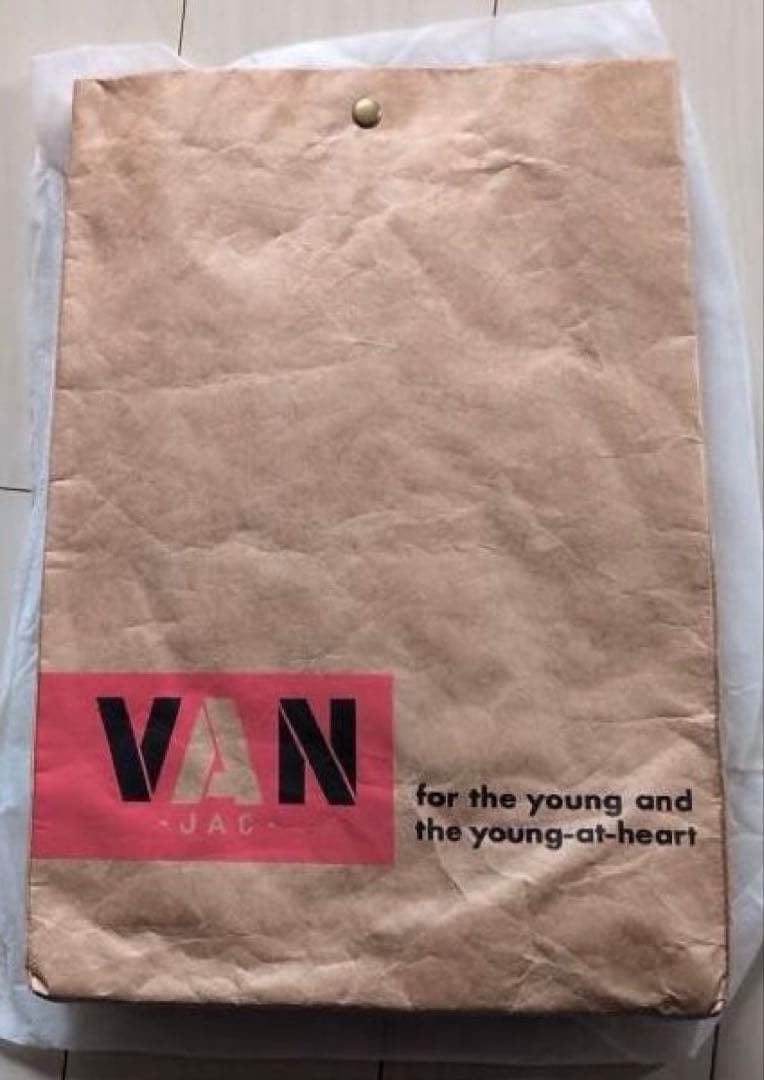 VAN
-JAC-
for the young and
the young-at-heart